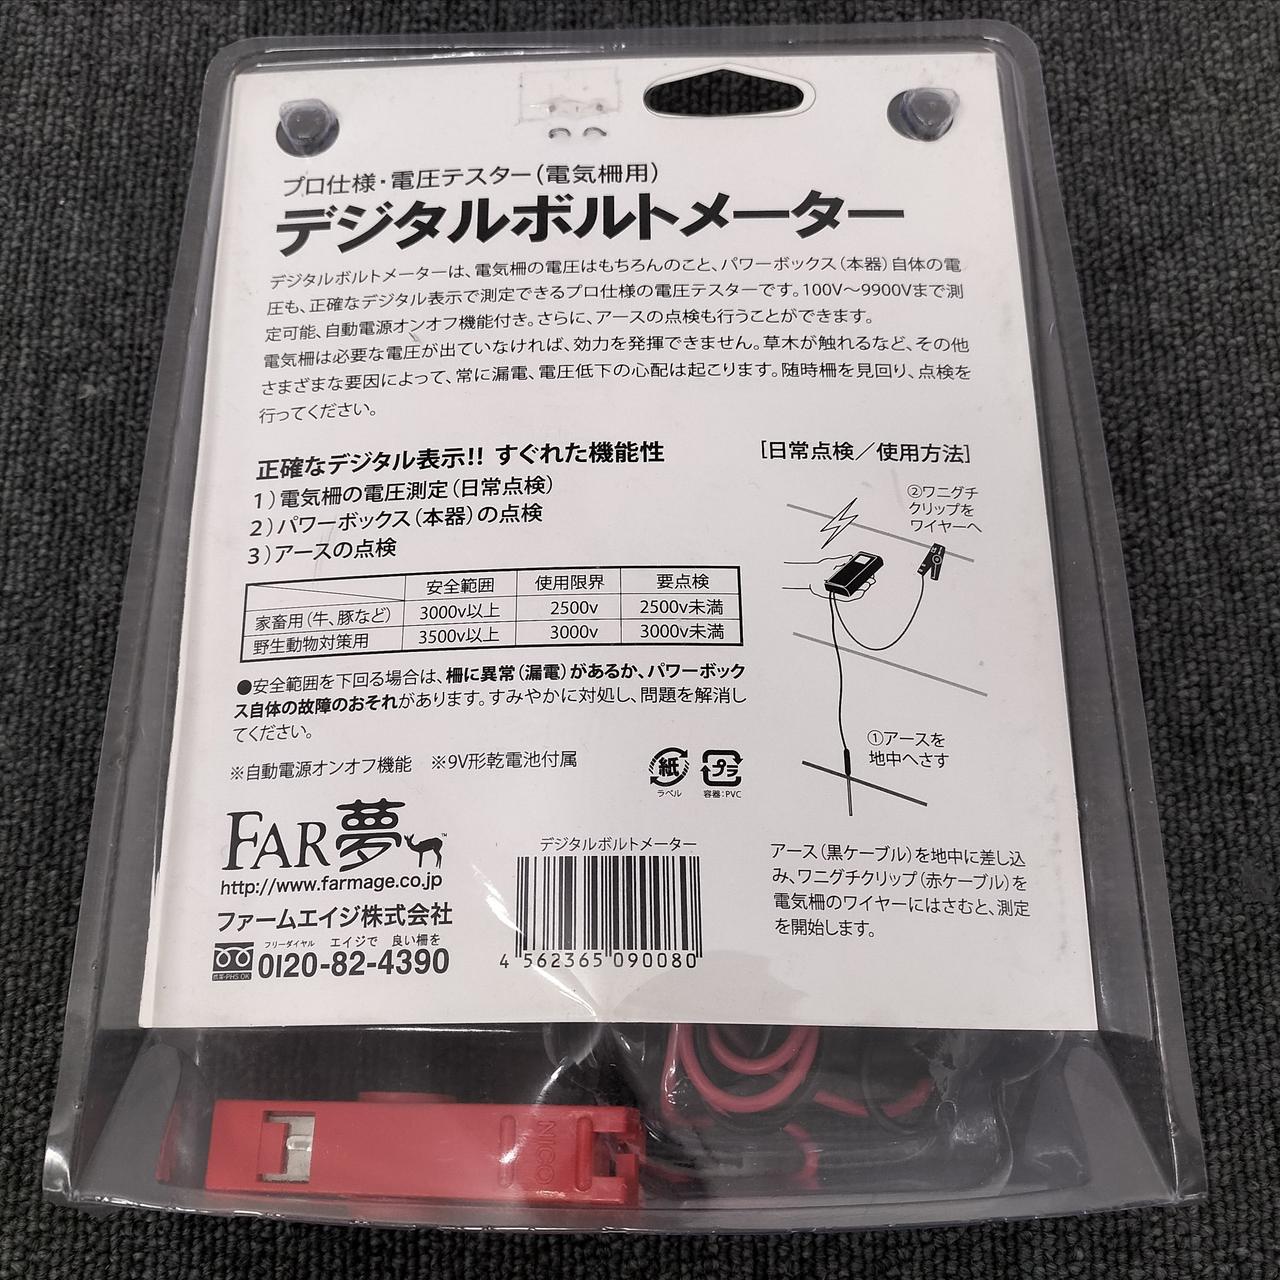 プロ仕様・電圧テスター(電気柵用)
デジタルボルトメーター
デジタルボルトメーターは、電気柵の電圧はもちろんのこと、パワーボックス(本器)自体の電
圧も、正確なデジタル表示で測定できるプロ仕様の電圧テスターです。100V〜9900Vまで測
定可能、自動電源オンオフ機能付き。さらに、アースの点検も行うことができます。
電気柵は必要な電圧が出ていなければ、効力を発揮できません。草木が触れるなど、その他
さまざまな要因によって、常に漏電、電圧低下の心配は起こります。随時柵を見回り、点検を
行ってください。
正確なデジタル表示!! すぐれた機能性
1)電気柵の電圧測定(日常点検)
2)パワーボックス(本器)の点検
3)アースの点検
安全範囲 使用限界 要点検
家畜用(牛、豚など) 3000v以上 2500v 2500v未満
野生動物対策用 3500v以上 3000v 3000v未満
●安全範囲を下回る場合は、柵に異常(漏電)があるか、パワーボック
ス自体の故障のおそれがあります。すみやかに対処し、問題を解消し
てください。
※自動電源オンオフ機能 ※9V形乾電池付属
紙
ラベル
プラ
容器:PVC
FAR夢™
http://www.farmage.co.jp
ファームエイジ株式会社
フリーダイヤル エイジで 良い柵を
携帯・PHS OK
0120-82-4390
デジタルボルトメーター
4 562365 090080
[日常点検/使用方法]
②ワニグチ
クリップを
ワイヤーへ
①アースを
地中へさす
アース(黒ケーブル)を地中に差し込
み、ワニグチクリップ(赤ケーブル)を
電気柵のワイヤーにはさむと、測定
を開始します。
NICO